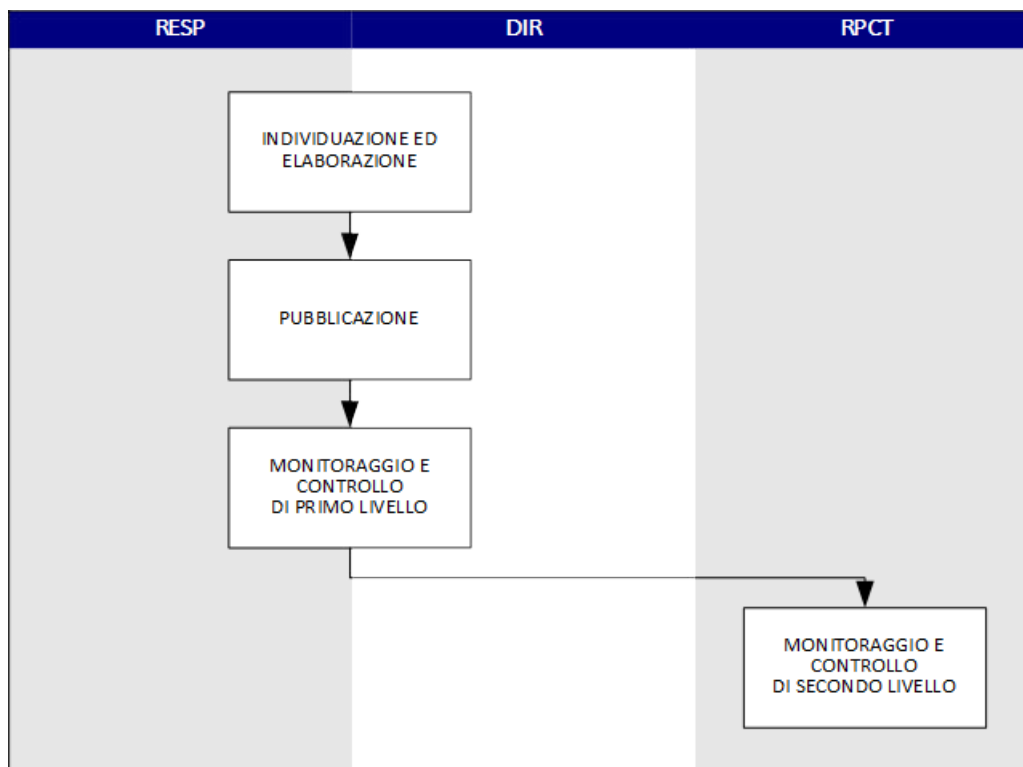 RESP
DIR
RPCT
INDIVIDUAZIONE ED
ELABORAZIONE
PUBBLICAZIONE
MONITORAGGIO E
CONTROLLO
DI PRIMO LIVELLO
MONITORAGGIO E
CONTROLLO
DI SECONDO LIVELLO